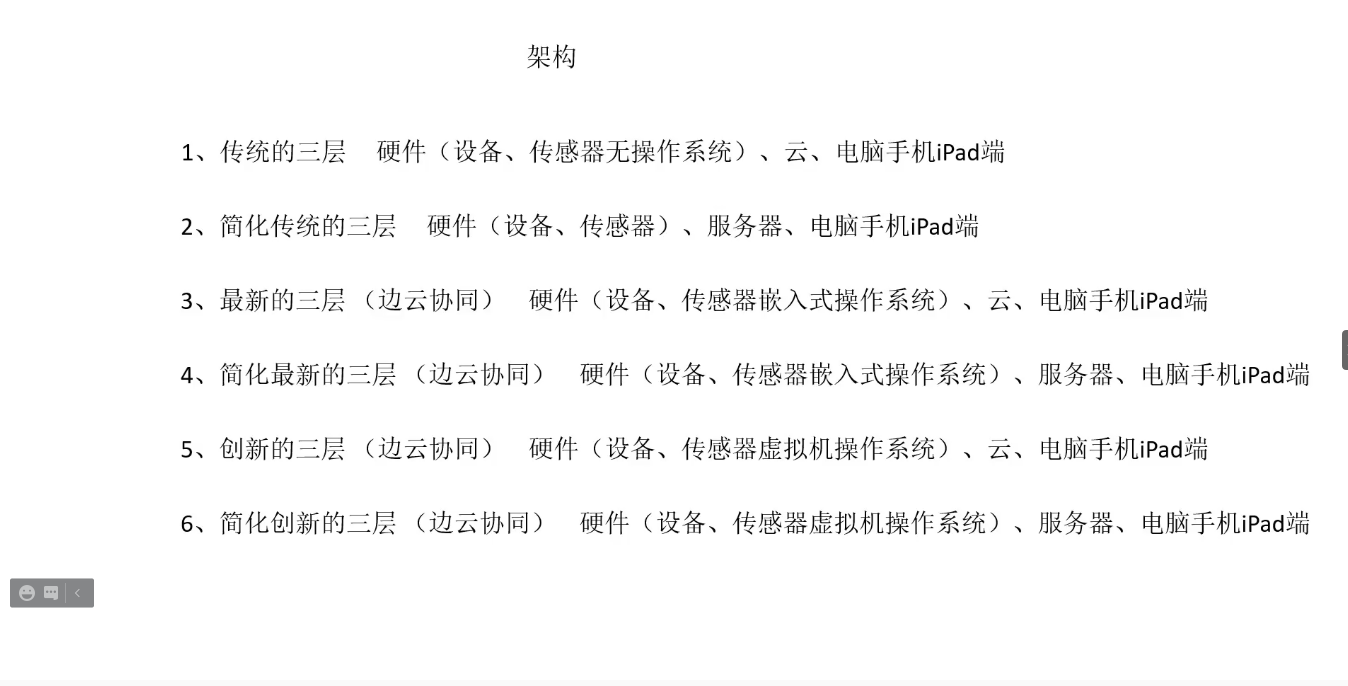 架构
1、传统的三层 硬件（设备、传感器无操作系统）、云、电脑手机iPad端
2、简化传统的三层 硬件（设备、传感器）、服务器、电脑手机iPad端
3、最新的三层（边云协同） 硬件（设备、传感器嵌入式操作系统）、云、电脑手机iPad端
4、简化最新的三层（边云协同） 硬件（设备、传感器嵌入式操作系统）、服务器、电脑手机iPad端
5、创新的三层（边云协同） 硬件（设备、传感器虚拟机操作系统）、云、电脑手机iPad端
6、简化创新的三层（边云协同） 硬件（设备、传感器虚拟机操作系统）、服务器、电脑手机iPad端